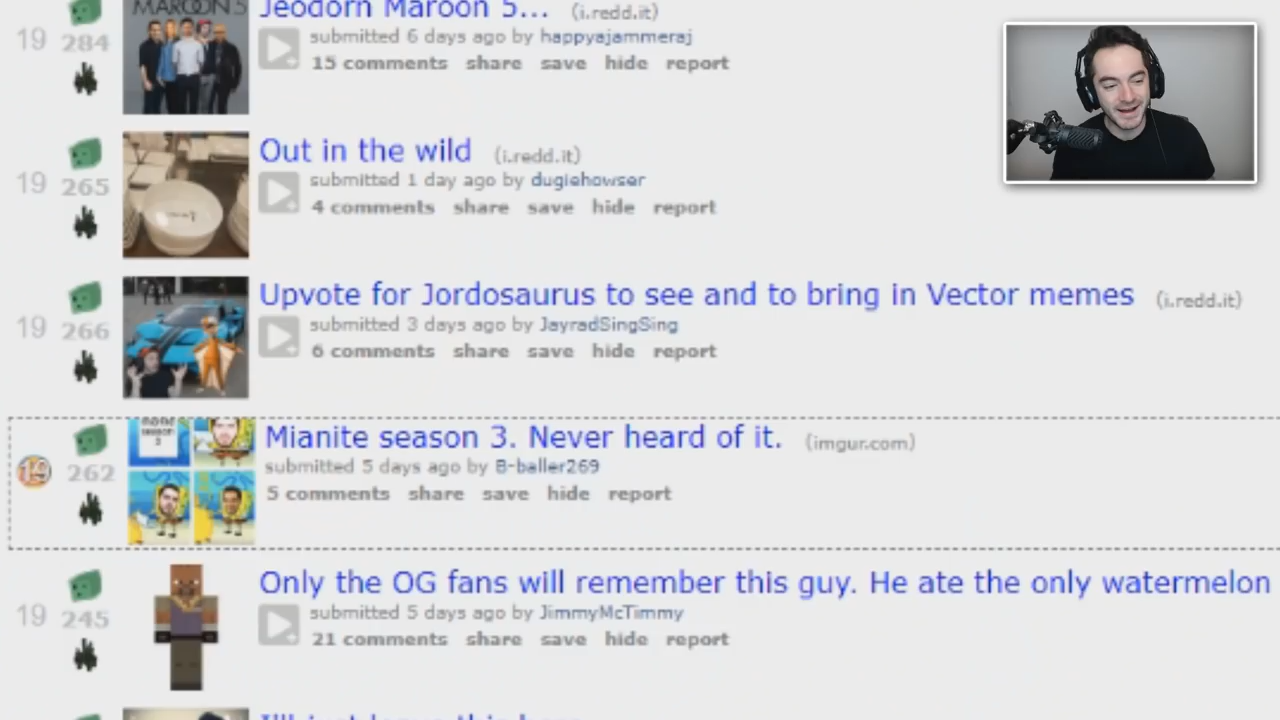 MAROON 5
Jeodorn Maroon 5... (i.redd.it)
19
284
submitted 6 days ago by happyajammeraj
15 comments share save hide report
Out in the wild (i.redd.it)
19
265
submitted 1 day ago by dugiehowser
4 comments share save hide report
Upvote for Jordosaurus to see and to bring in Vector memes (i.redd.it)
19
266
submitted 3 days ago by JayradSingSing
6 comments share save hide report
Mianite season 3. Never heard of it. (imgur.com)
19
262
submitted 5 days ago by B-baller269
5 comments share save hide report
Only the OG fans will remember this guy. He ate the only watermelon
19
245
submitted 5 days ago by JimmyMcTimmy
21 comments share save hide report